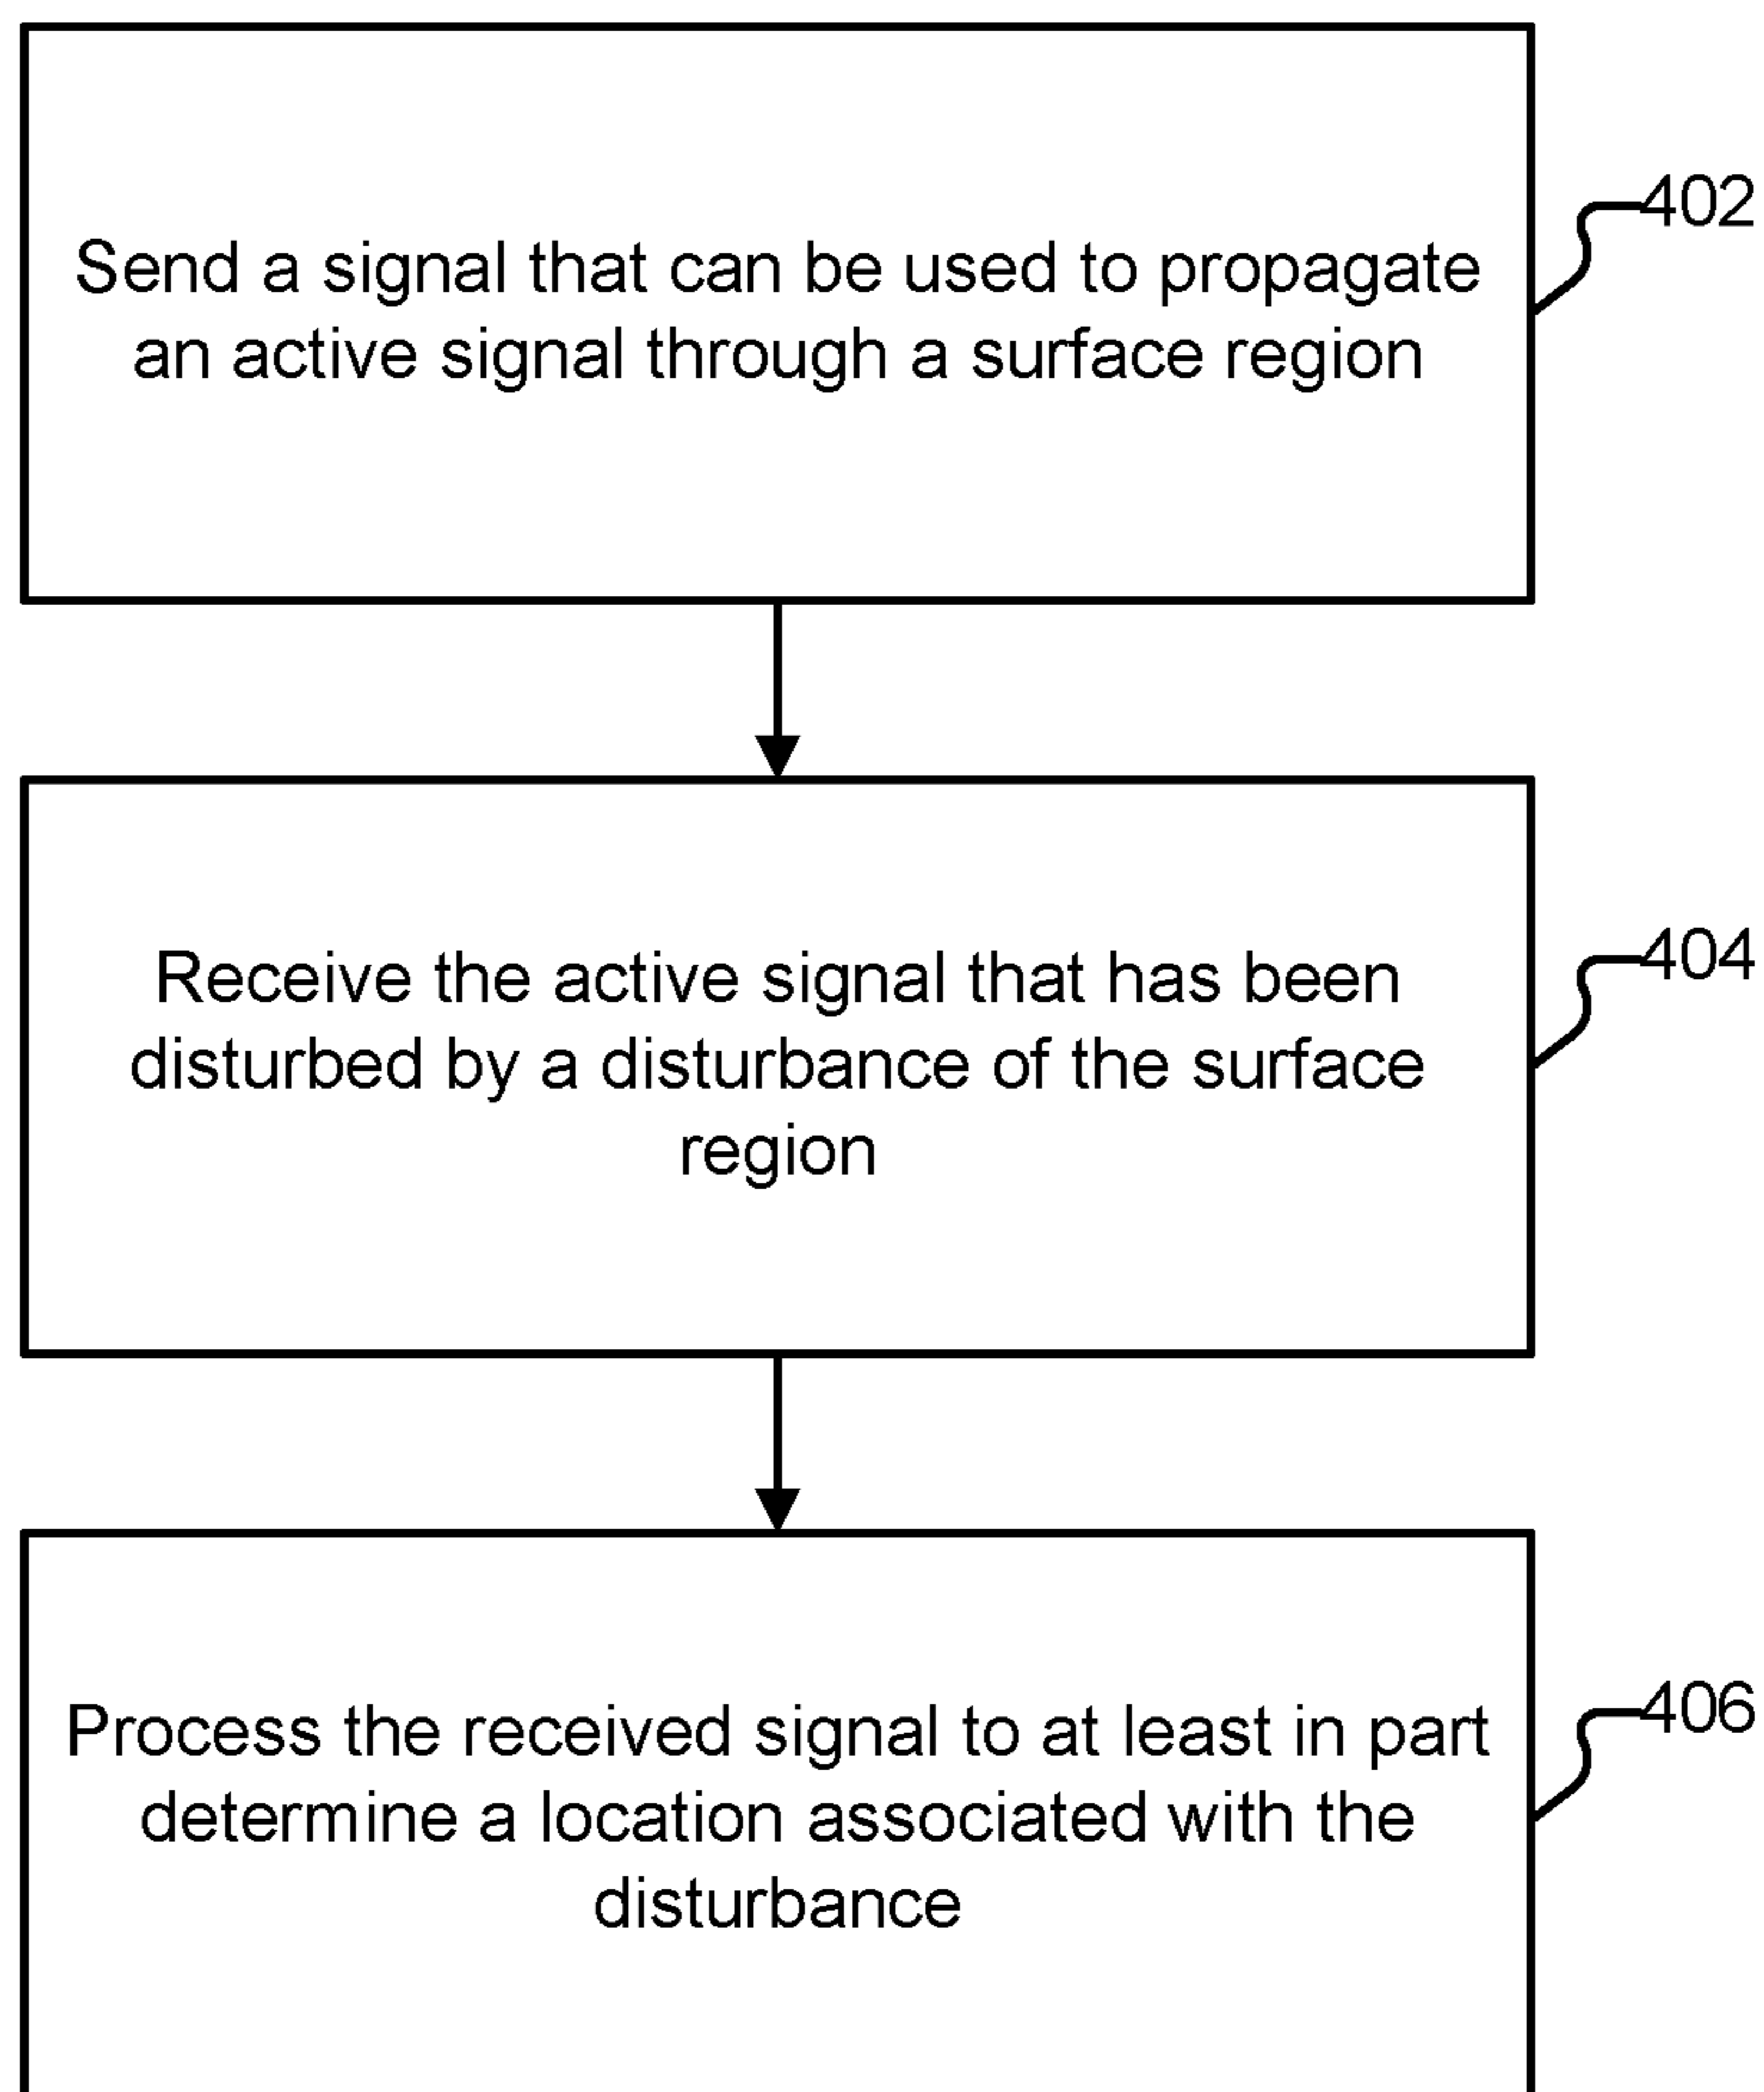 Send a signal that can be used to propagate
an active signal through a surface region
402
Receive the active signal that has been
disturbed by a disturbance of the surface
region
404
Process the received signal to at least in part
determine a location associated with the
disturbance
406